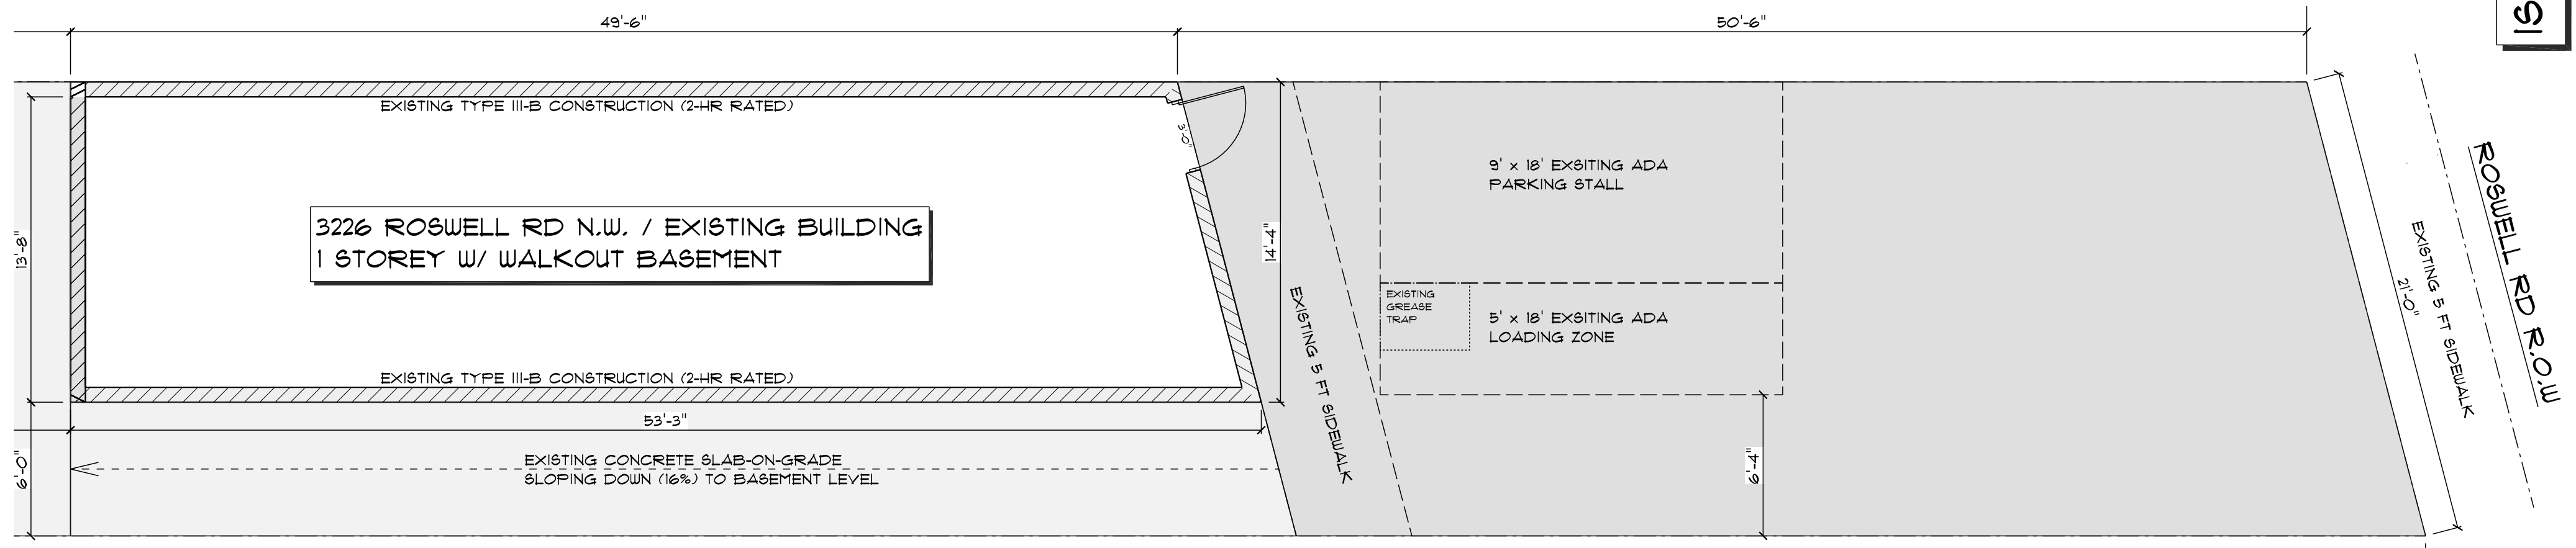 49'-6"
50'-6"
IS
EXISTING TYPE III-B CONSTRUCTION (2-HR RATED)
3'-0"
9' x 18' EXSITING ADA
PARKING STALL
ROSWELL RD R.O.W
3226 ROSWELL RD N.W. / EXISTING BUILDING
1 STOREY W/ WALKOUT BASEMENT
13'-8"
14'-4"
EXISTING 5 FT SIDEWALK
21'-0"
EXISTING 5 FT SIDEWALK
EXISTING
GREASE
TRAP
5' x 18' EXSITING ADA
LOADING ZONE
EXISTING TYPE III-B CONSTRUCTION (2-HR RATED)
53'-3"
EXISTING CONCRETE SLAB-ON-GRADE
SLOPING DOWN (16%) TO BASEMENT LEVEL
6'-0"
6'-4"